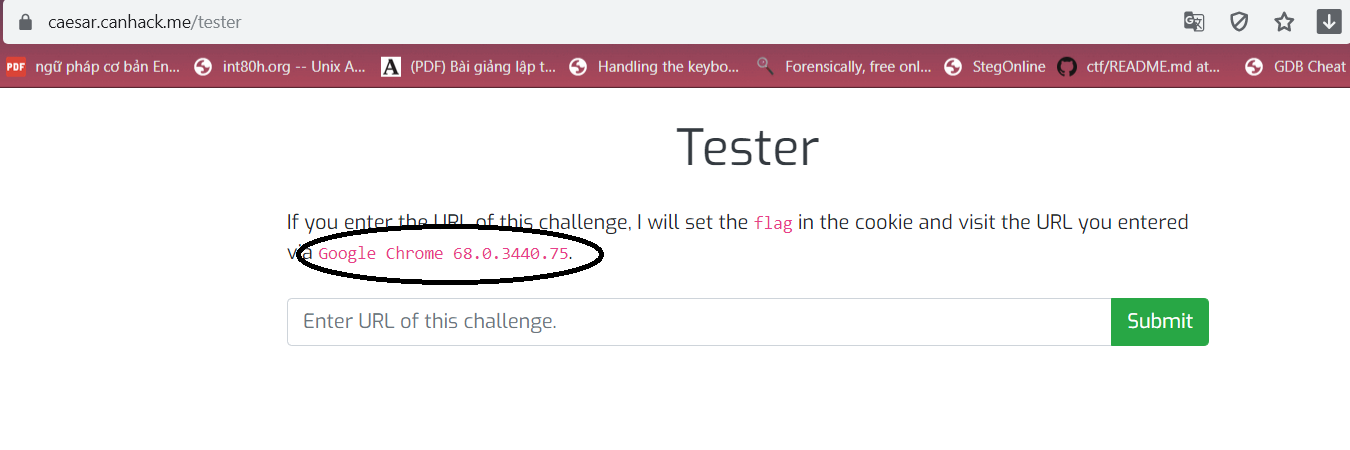 caesar.canhack.me/tester
PDF ngữ pháp cơ bản En... int80h.org -- Unix A... A (PDF) Bài giảng lập t... Handling the keybo... Forensically, free onl... StegOnline ctf/README.md at... GDB Cheat
Tester
If you enter the URL of this challenge, I will set the flag in the cookie and visit the URL you entered
via Google Chrome 68.0.3440.75.
Enter URL of this challenge. Submit